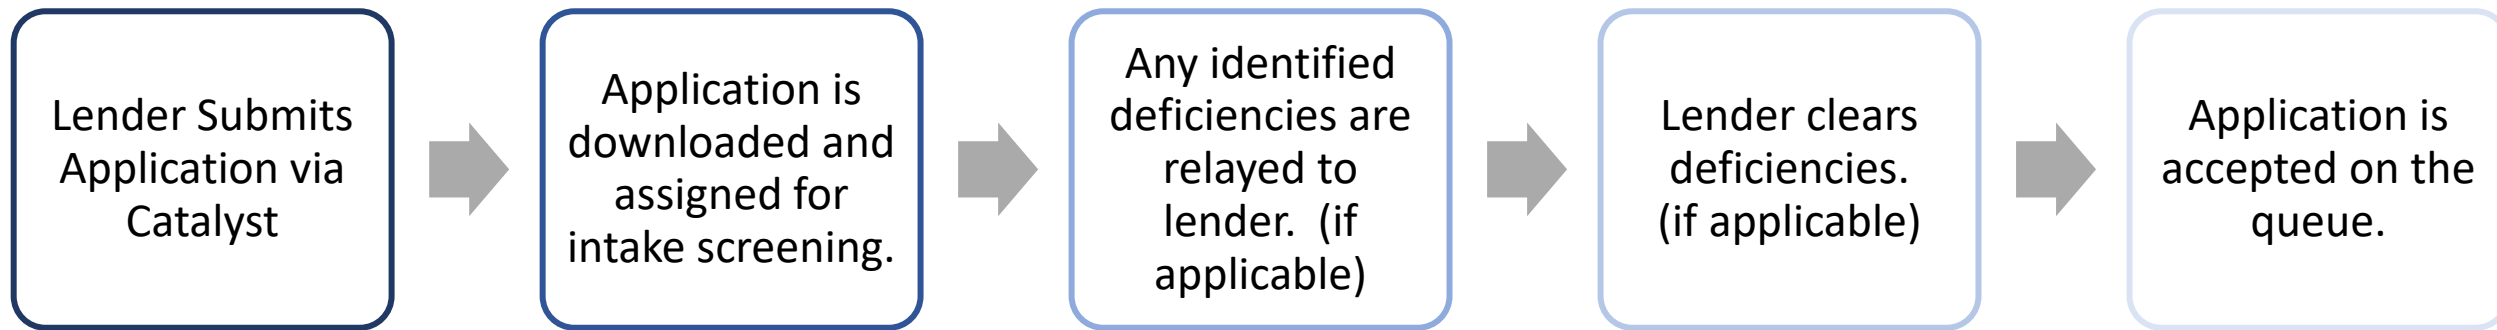 Lender Submits
Application via
Catalyst
Application is
downloaded and
assigned for
intake screening.
Any identified
deficiencies are
relayed to
lender.  (if
applicable)
Lender clears
deficiencies.
(if applicable)
Application is
accepted on the
queue.